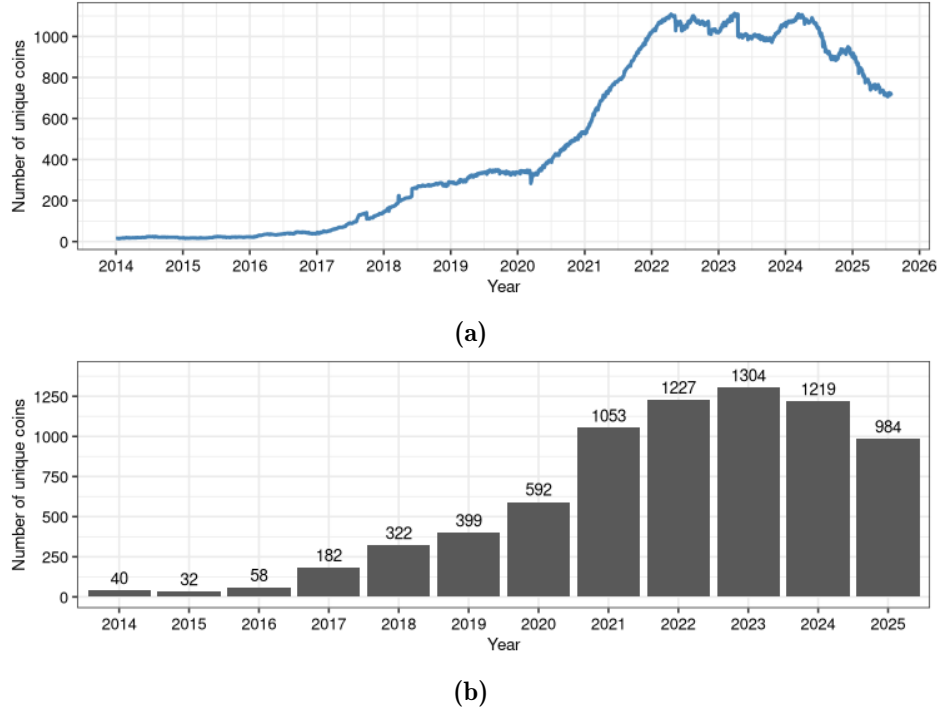 Number of unique coins
1000
800
600
400
200
0
2014 2015 2016 2017 2018 2019 2020 2021 2022 2023 2024 2025 2026
Year
(a)
Number of unique coins
1250
1000
750
500
250
0
40 32 58 182 322 399 592 1053 1227 1304 1219 984
2014 2015 2016 2017 2018 2019 2020 2021 2022 2023 2024 2025
Year
(b)